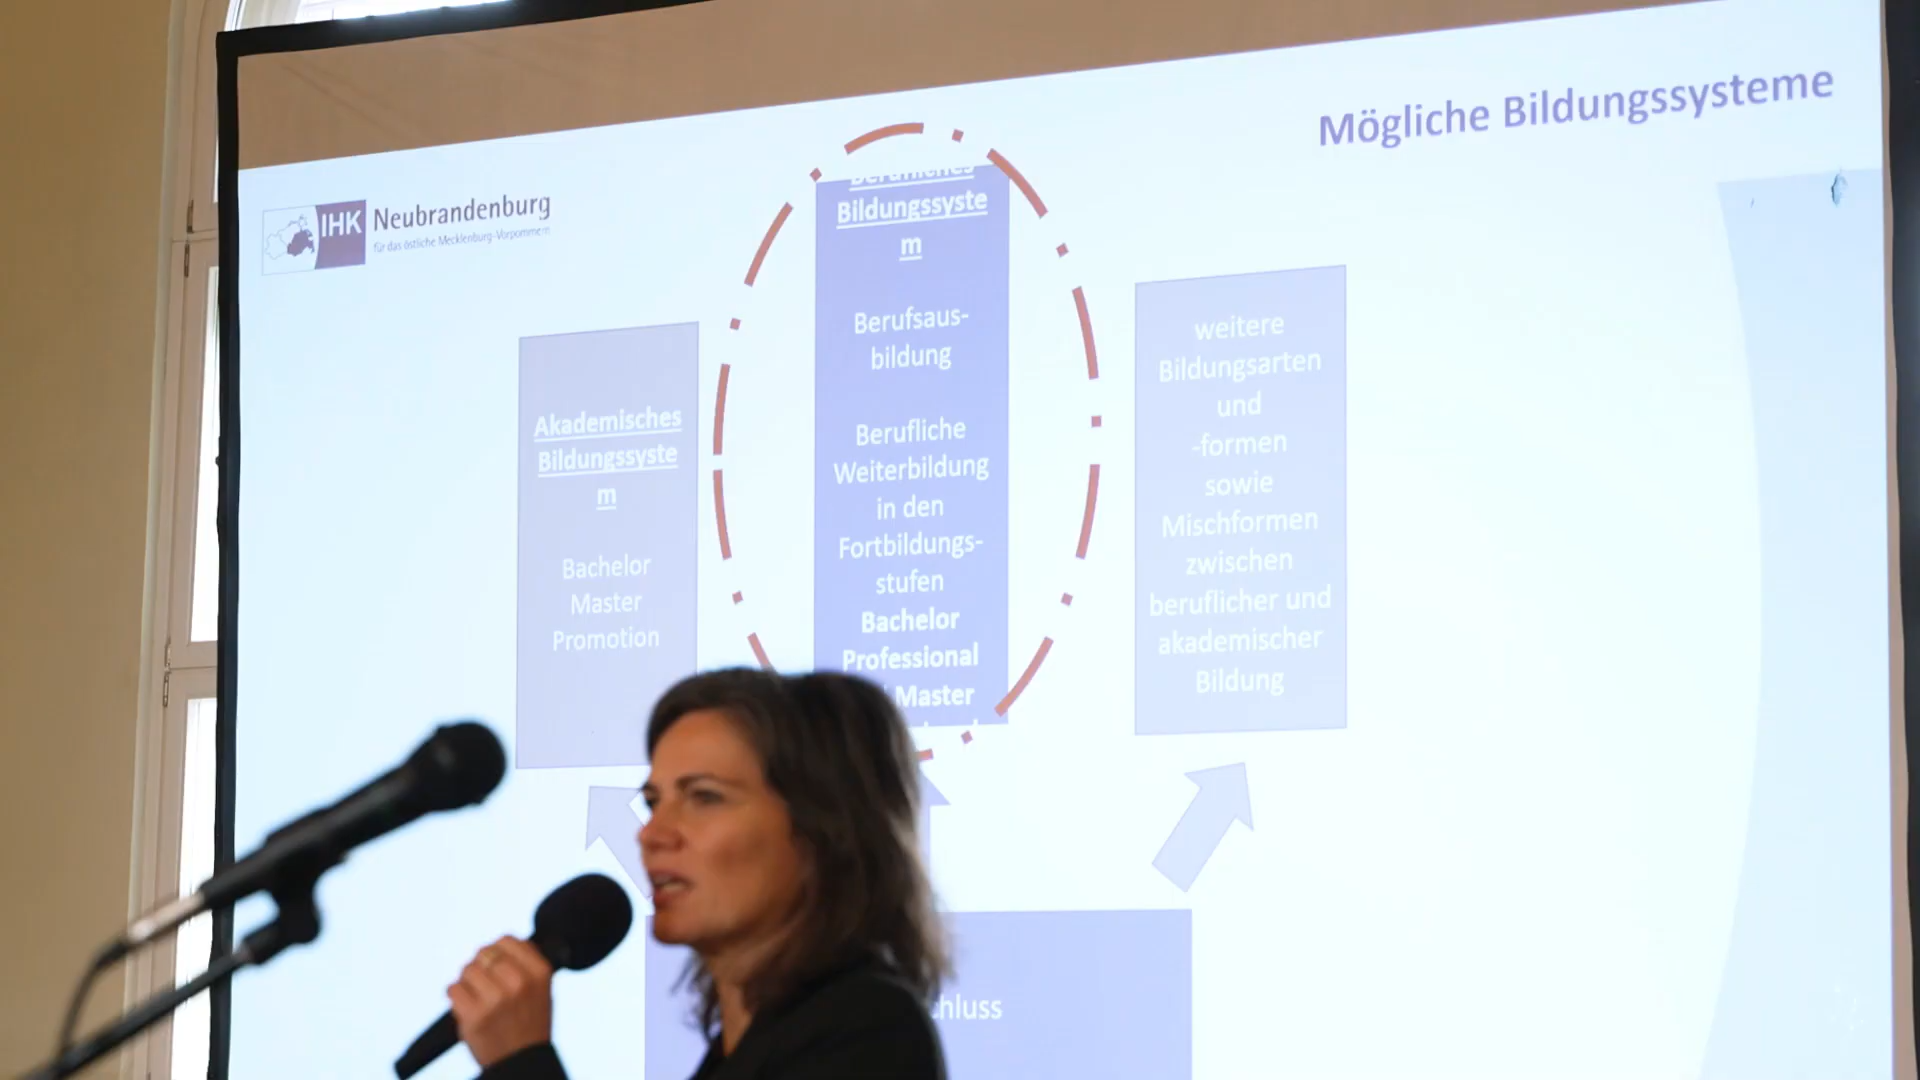 Mögliche Bildungssysteme
IHK
Neubrandenburg
für das östliche Mecklenburg-Vorpommern
Akademisches
Bildungssyste
m
Bachelor
Master
Promotion
Berufliches
Bildungssyste
m
Berufsaus-
bildung
Berufliche
Weiterbildung
in den
Fortbildungs-
stufen
Bachelor
Professional
Master
weitere
Bildungsarten
und
-formen
sowie
Mischformen
zwischen
beruflicher und
akademischer
Bildung
chluss